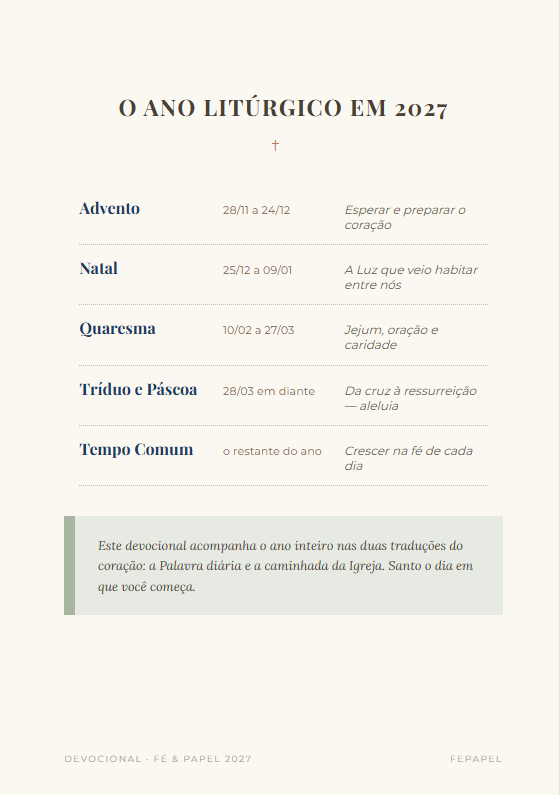 O ANO LITÚRGICO EM 2027
†
Advento 28/11 a 24/12 Esperar e preparar o
coração
Natal 25/12 a 09/01 A Luz que veio habitar
entre nós
Quaresma 10/02 a 27/03 Jejum, oração e
caridade
Tríduo e Páscoa 28/03 em diante Da cruz à ressurreição
— aleluia
Tempo Comum o restante do ano Crescer na fé de cada
dia
Este devocional acompanha o ano inteiro nas duas traduções do
coração: a Palavra diária e a caminhada da Igreja. Santo o dia em
que você começa.
DEVOCIONAL · FÉ & PAPEL 2027 FEPAPEL